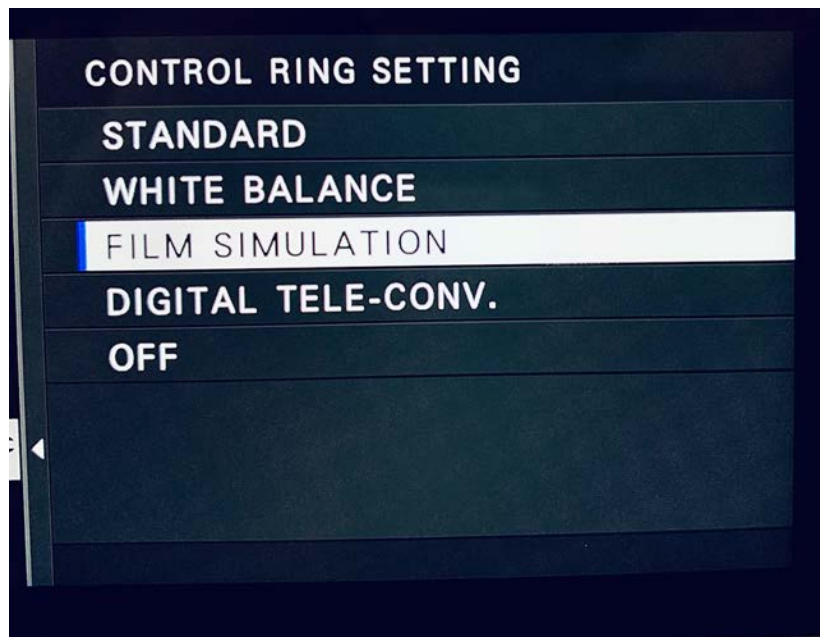 CONTROL RING SETTING
STANDARD
WHITE BALANCE
FILM SIMULATION
DIGITAL TELE-CONV.
OFF